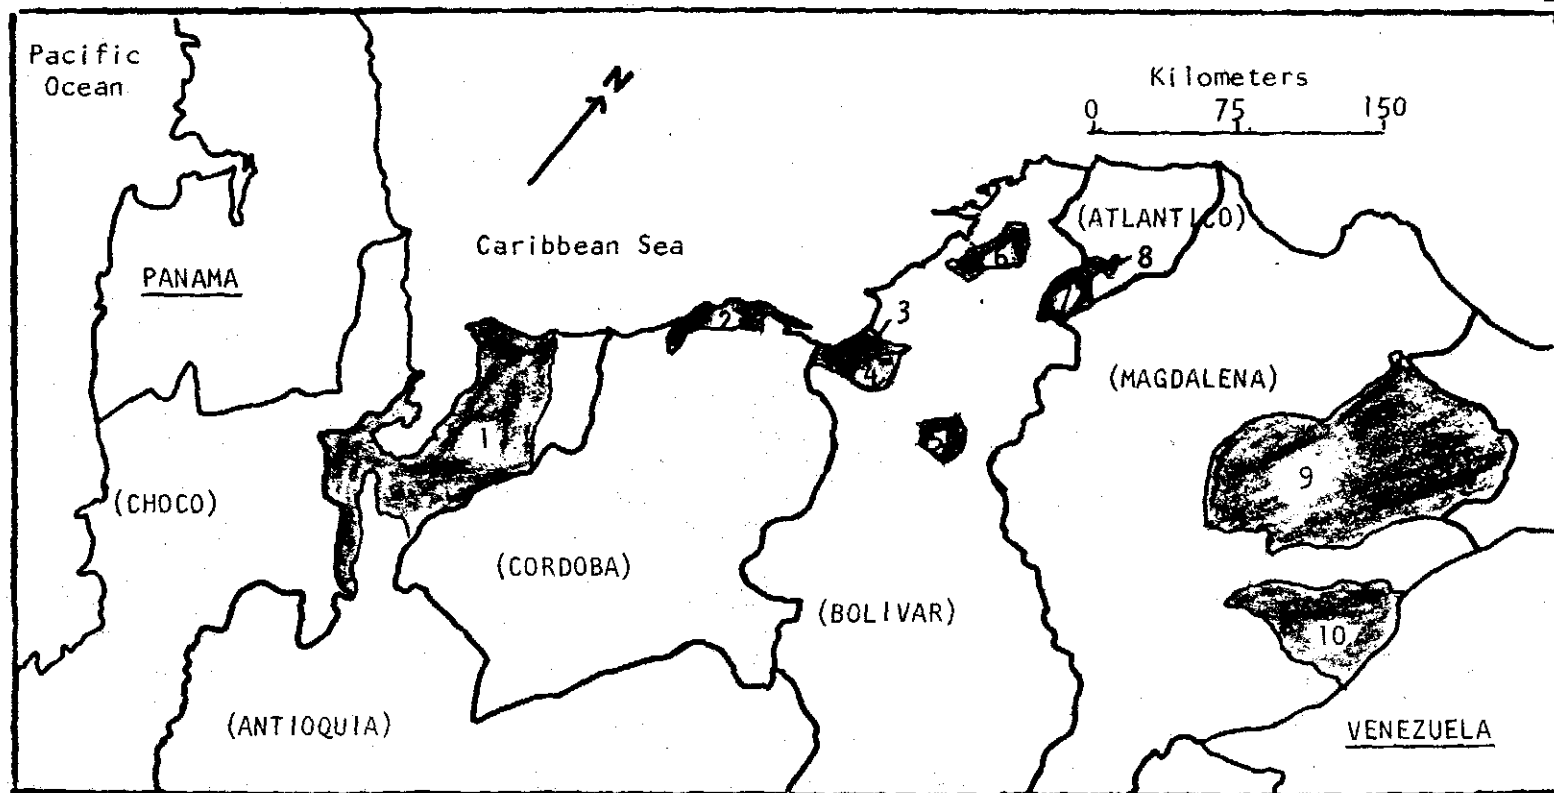 Pacific
Ocean
N
Kilometers
0 75 150
(ATLANTICO)
Caribbean Sea
6
8
PANAMA
7
3
2
4
(MAGDALENA)
1
5
9
(CHOCO)
(CORDOBA)
(BOLIVAR)
10
(ANTIOQUIA)
VENEZUELA